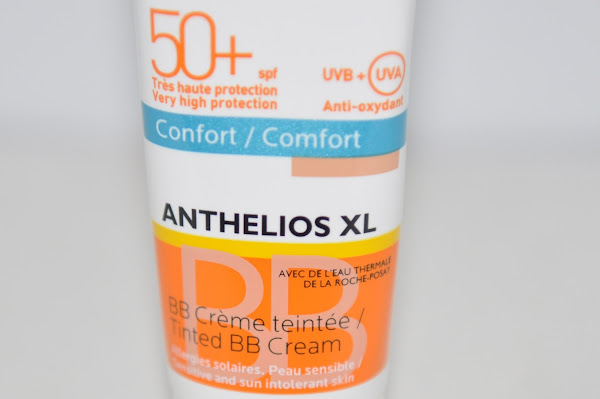 50+ spf
Très haute protection
Very high protection
UVB + UVA
Anti-oxydant
Confort / Comfort
ANTHELIOS XL
BB
AVEC DE L'EAU THERMALE
DE LA ROCHE-POSAY
BB Crème teintée /
Tinted BB Cream
Allergies solaires, Peau sensible /
Sensitive and sun intolerant skin